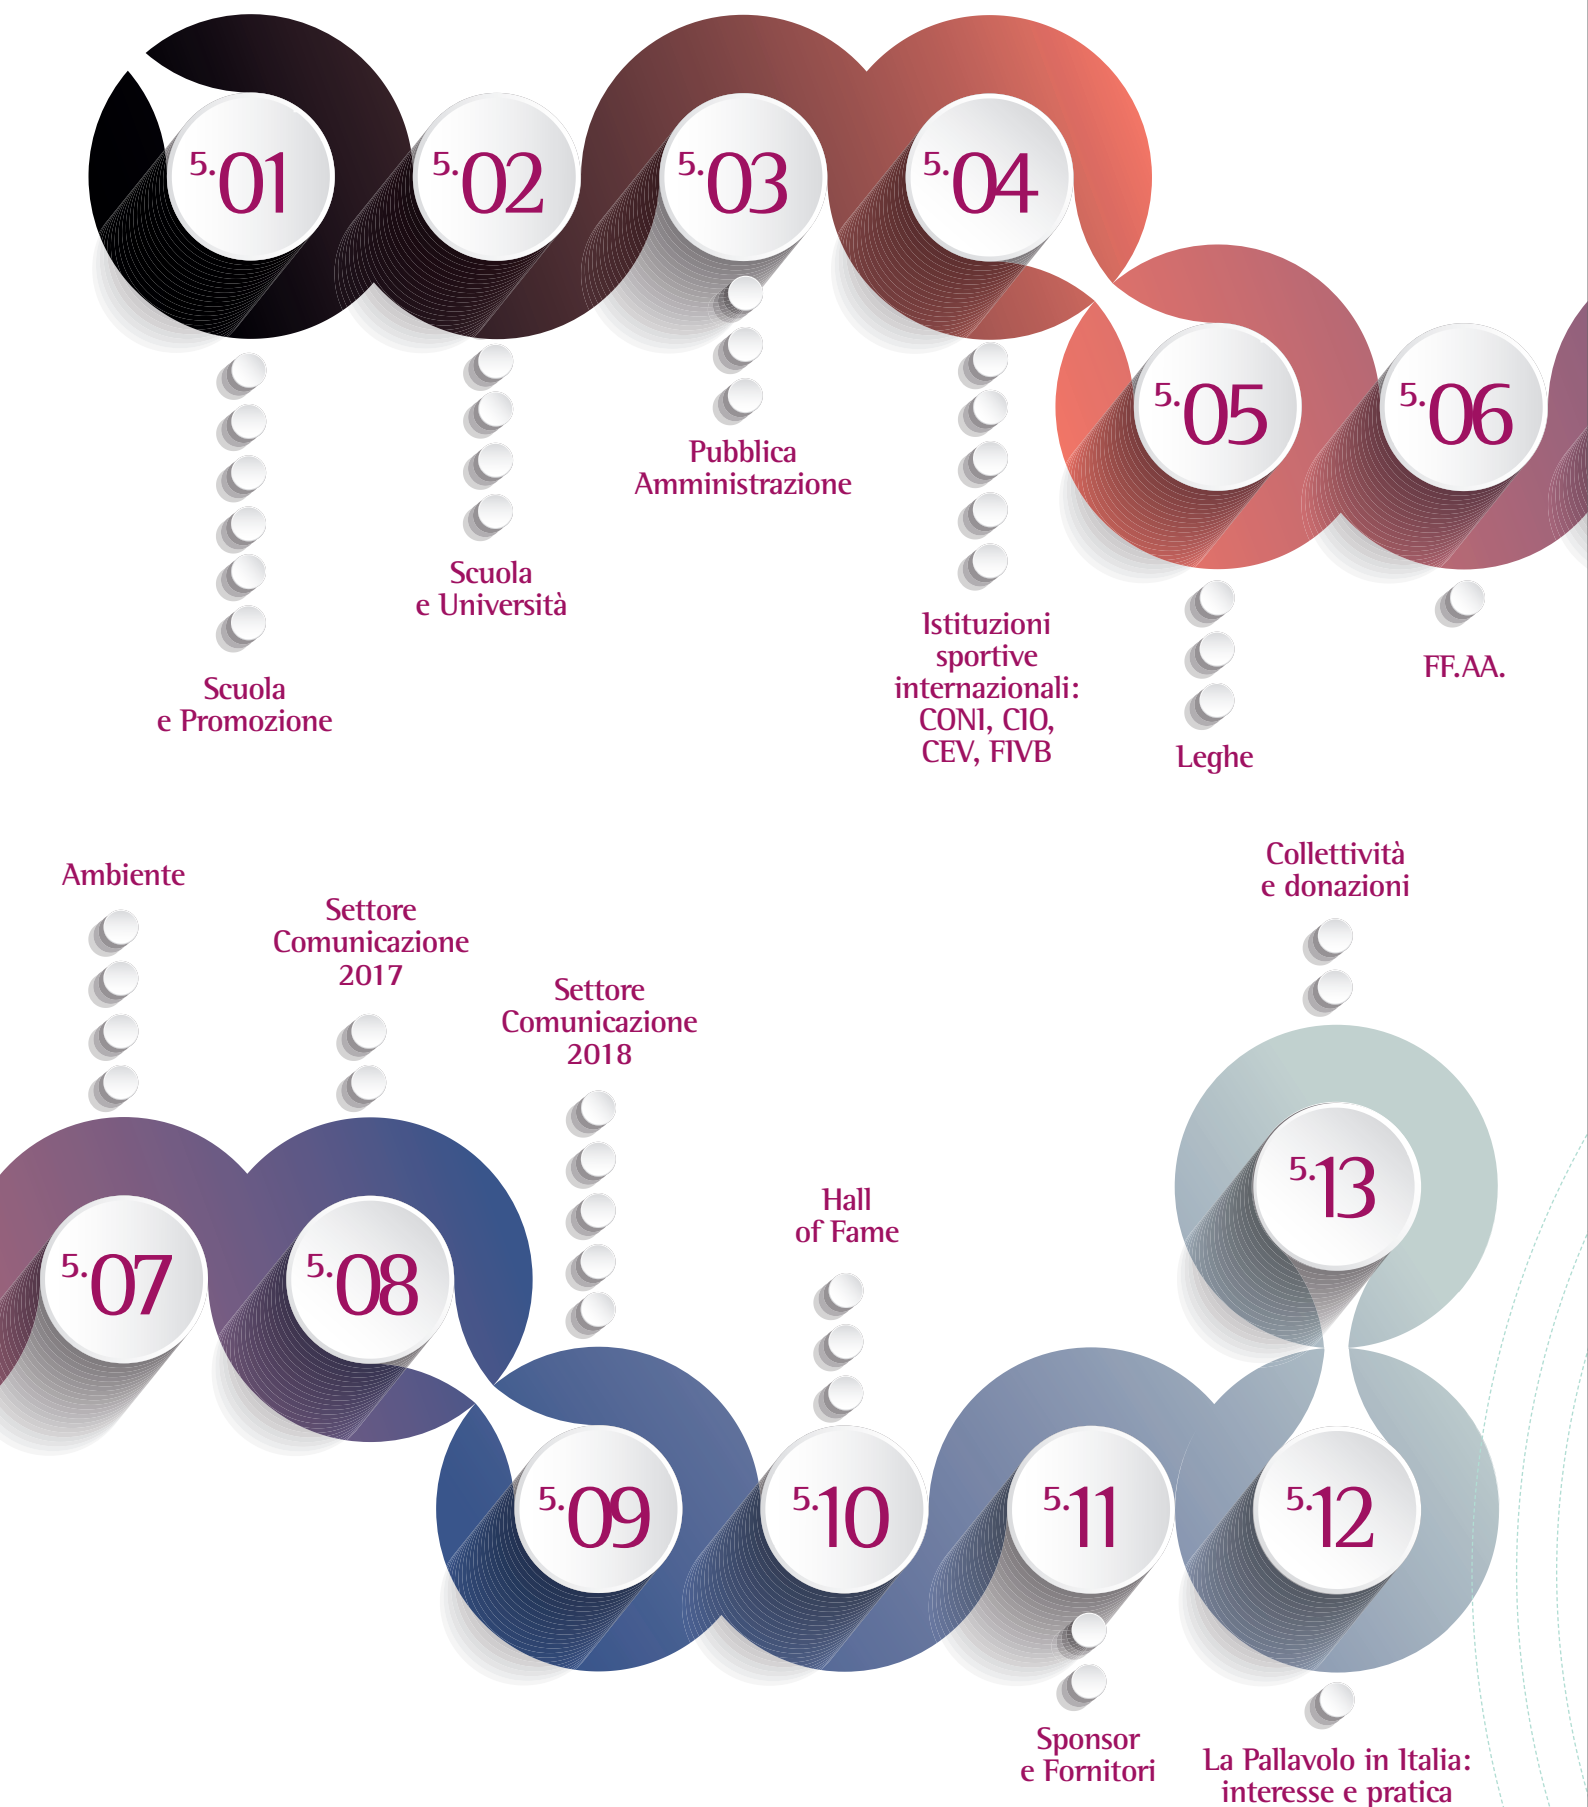 5.01
Scuola
e Promozione
5.02
Scuola
e Università
5.03
Pubblica
Amministrazione
5.04
Istituzioni
sportive
internazionali:
CONI, CIO,
CEV, FIVB
5.05
Leghe
5.06
FF.AA.
Ambiente
5.07
Settore
Comunicazione
2017
5.08
Settore
Comunicazione
2018
5.09
Hall
of Fame
5.10
5.11
Sponsor
e Fornitori
5.12
La Pallavolo in Italia:
interesse e pratica
Collettività
e donazioni
5.13